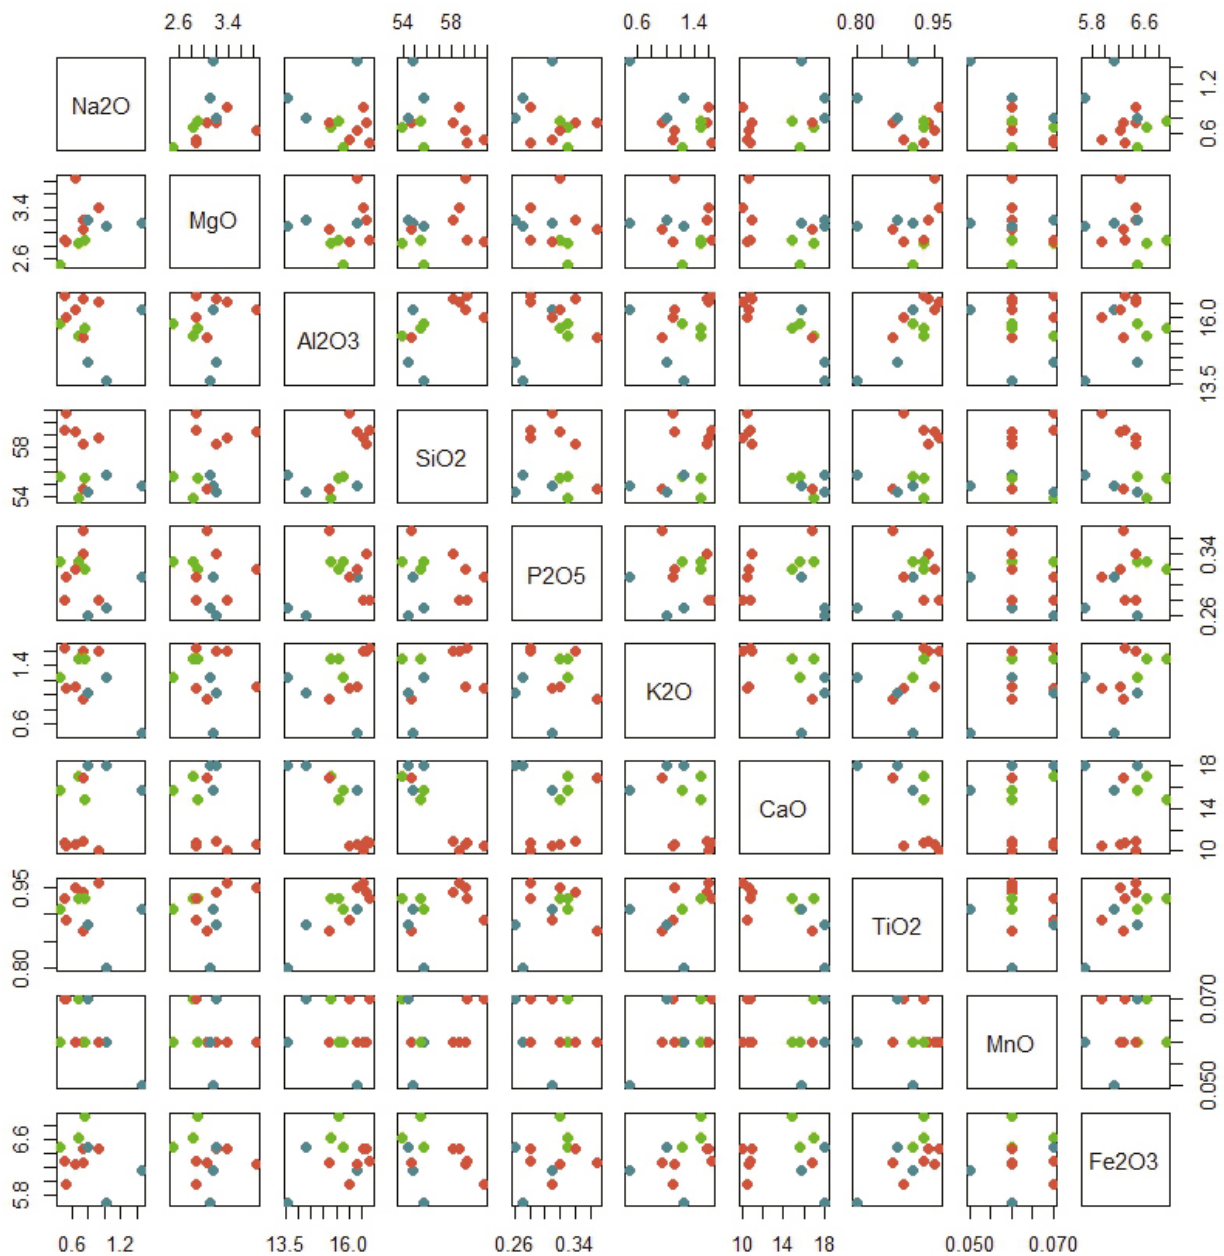 2.6 3.4 54 58 0.6 1.4 0.80 0.95 5.8 6.6
Na2O 0.6 1.2
2.6 3.4 MgO
Al2O3 13.5 16.0
54 58 SiO2
P2O5 0.26 0.34
0.6 1.4 K2O
CaO 10 14 18
0.80 0.95 TiO2
MnO 0.050 0.070
5.8 6.6 Fe2O3
0.6 1.2 13.5 16.0 0.26 0.34 10 14 18 0.050 0.070